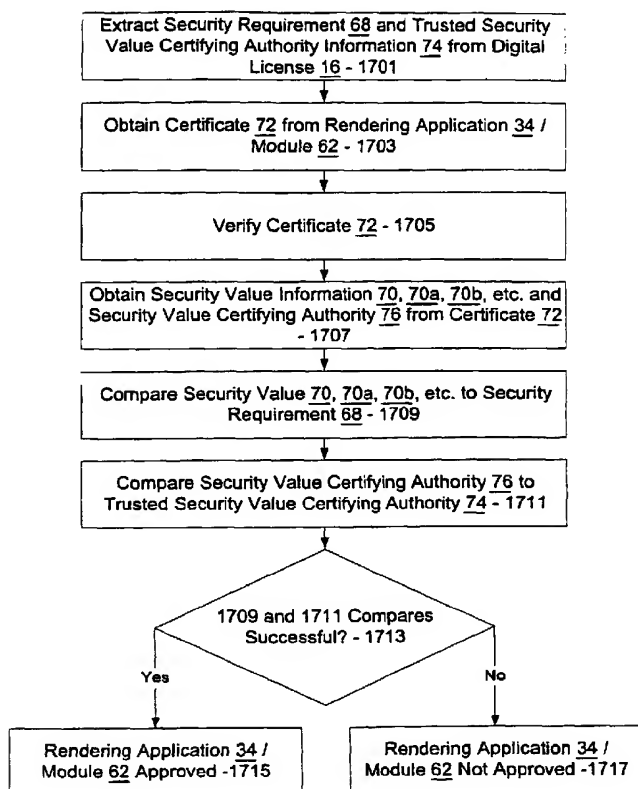 Extract Security Requirement 68 and Trusted Security
Value Certifying Authority Information 74 from Digital
License 16 - 1701
Obtain Certificate 72 from Rendering Application 34 /
Module 62 - 1703
Verify Certificate 72 - 1705
Obtain Security Value Information 70, 70a, 70b, etc. and
Security Value Certifying Authority 76 from Certificate 72
- 1707
Compare Security Value 70, 70a, 70b, etc. to Security
Requirement 68 - 1709
Compare Security Value Certifying Authority 76 to
Trusted Security Value Certifying Authority 74 - 1711
1709 and 1711 Compares
Successful? - 1713
Yes
No
Rendering Application 34 /
Module 62 Approved -1715
Rendering Application 34 /
Module 62 Not Approved -1717